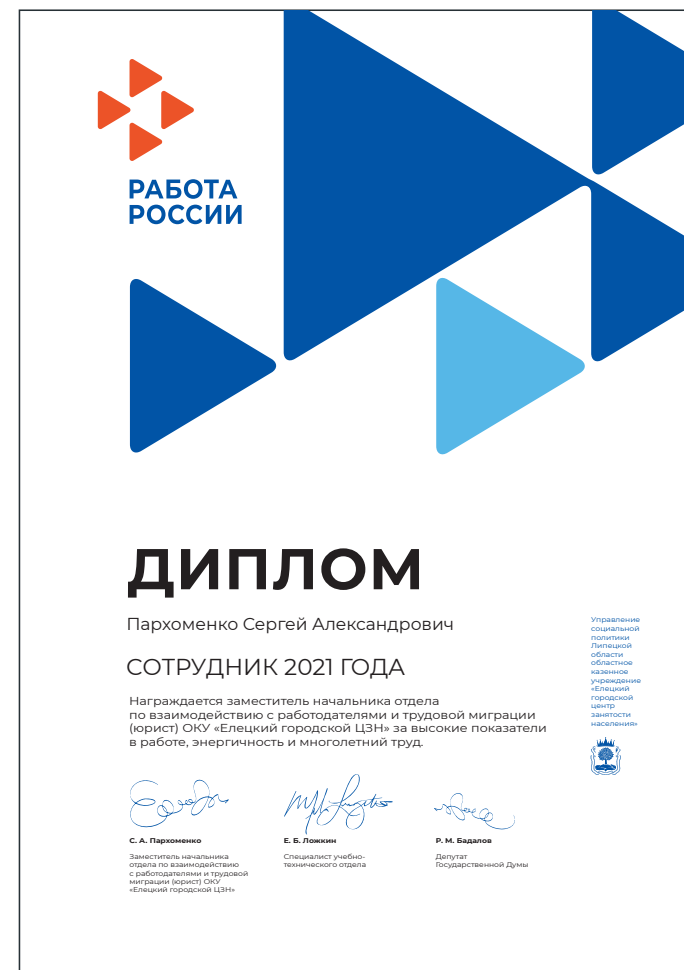 РАБОТА
РОССИИ
ДИПЛОМ
Пархоменко Сергей Александрович
СОТРУДНИК 2021 ГОДА
Награждается заместитель начальника отдела
по взаимодействию с работодателями и трудовой миграции
(юрист) ОКУ «Елецкий городской ЦЗН» за высокие показатели
в работе, энергичность и многолетний труд.
Управление
социальной
политики
Липецкой
области
областное
казенное
учреждение
«Елецкий
городской
центр
занятости
населения»
С. А. Пархоменко
Заместитель начальника
отдела по взаимодействию
с работодателями и трудовой
миграции (юрист) ОКУ
«Елецкий городской ЦЗН»
Е. Б. Ложкин
Специалист учебно-
технического отдела
Р. М. Бадалов
Депутат
Государственной Думы